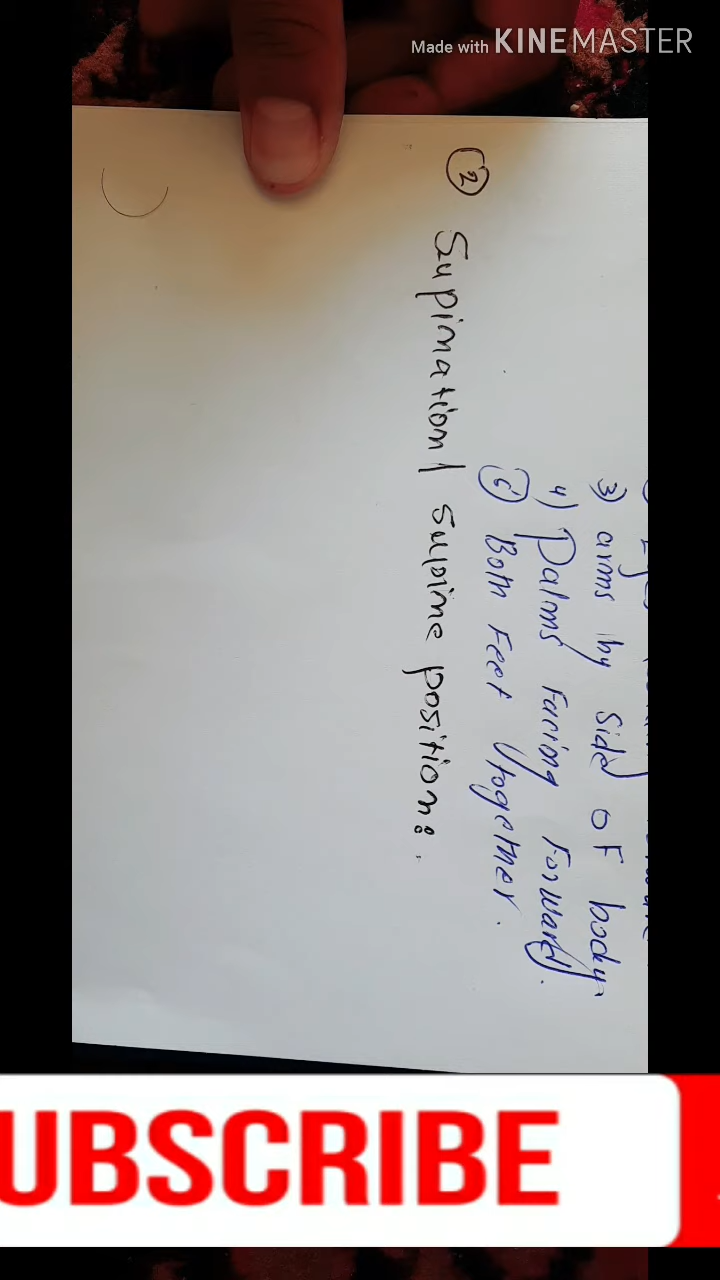 Made with KINEMASTER
3) arms by side of body
4) Palms Facing Forward.
6) Both Feet together.
2 Supination | supine position:
UBSCRIBE